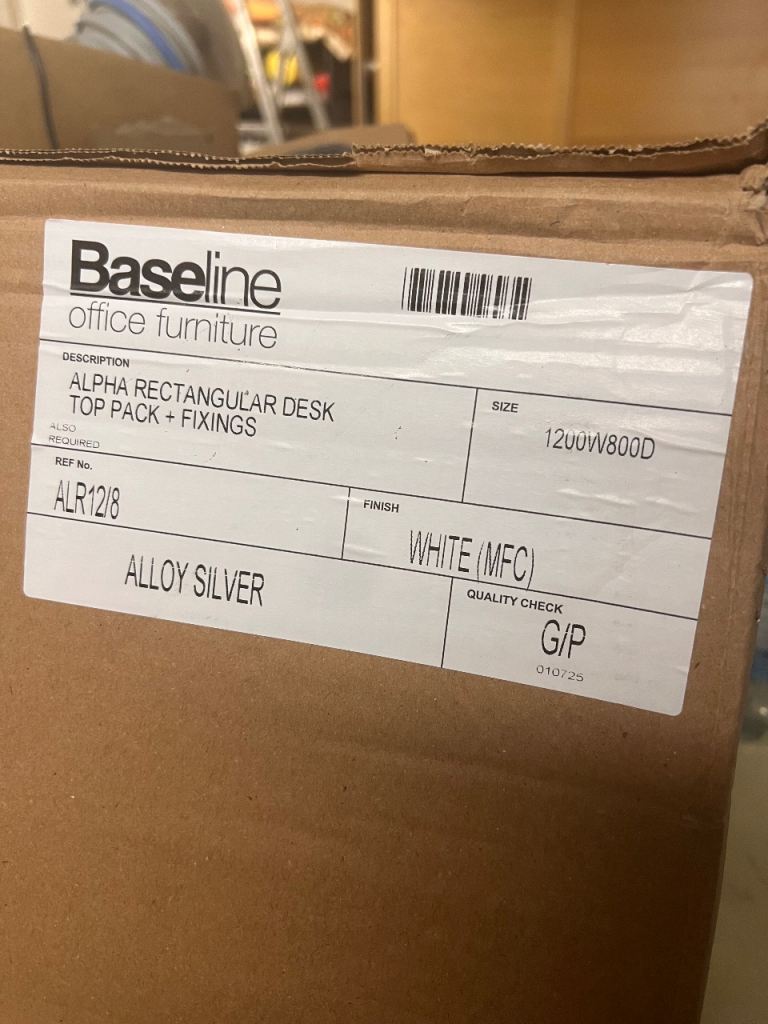 Baseline
office furniture
DESCRIPTION
ALPHA RECTANGULAR DESK
TOP PACK + FIXINGS
ALSO
REQUIRED
SIZE
1200W800D
REF No.
ALR12/8
FINISH
WHITE (MFC)
ALLOY SILVER
QUALITY CHECK
G/P
010725